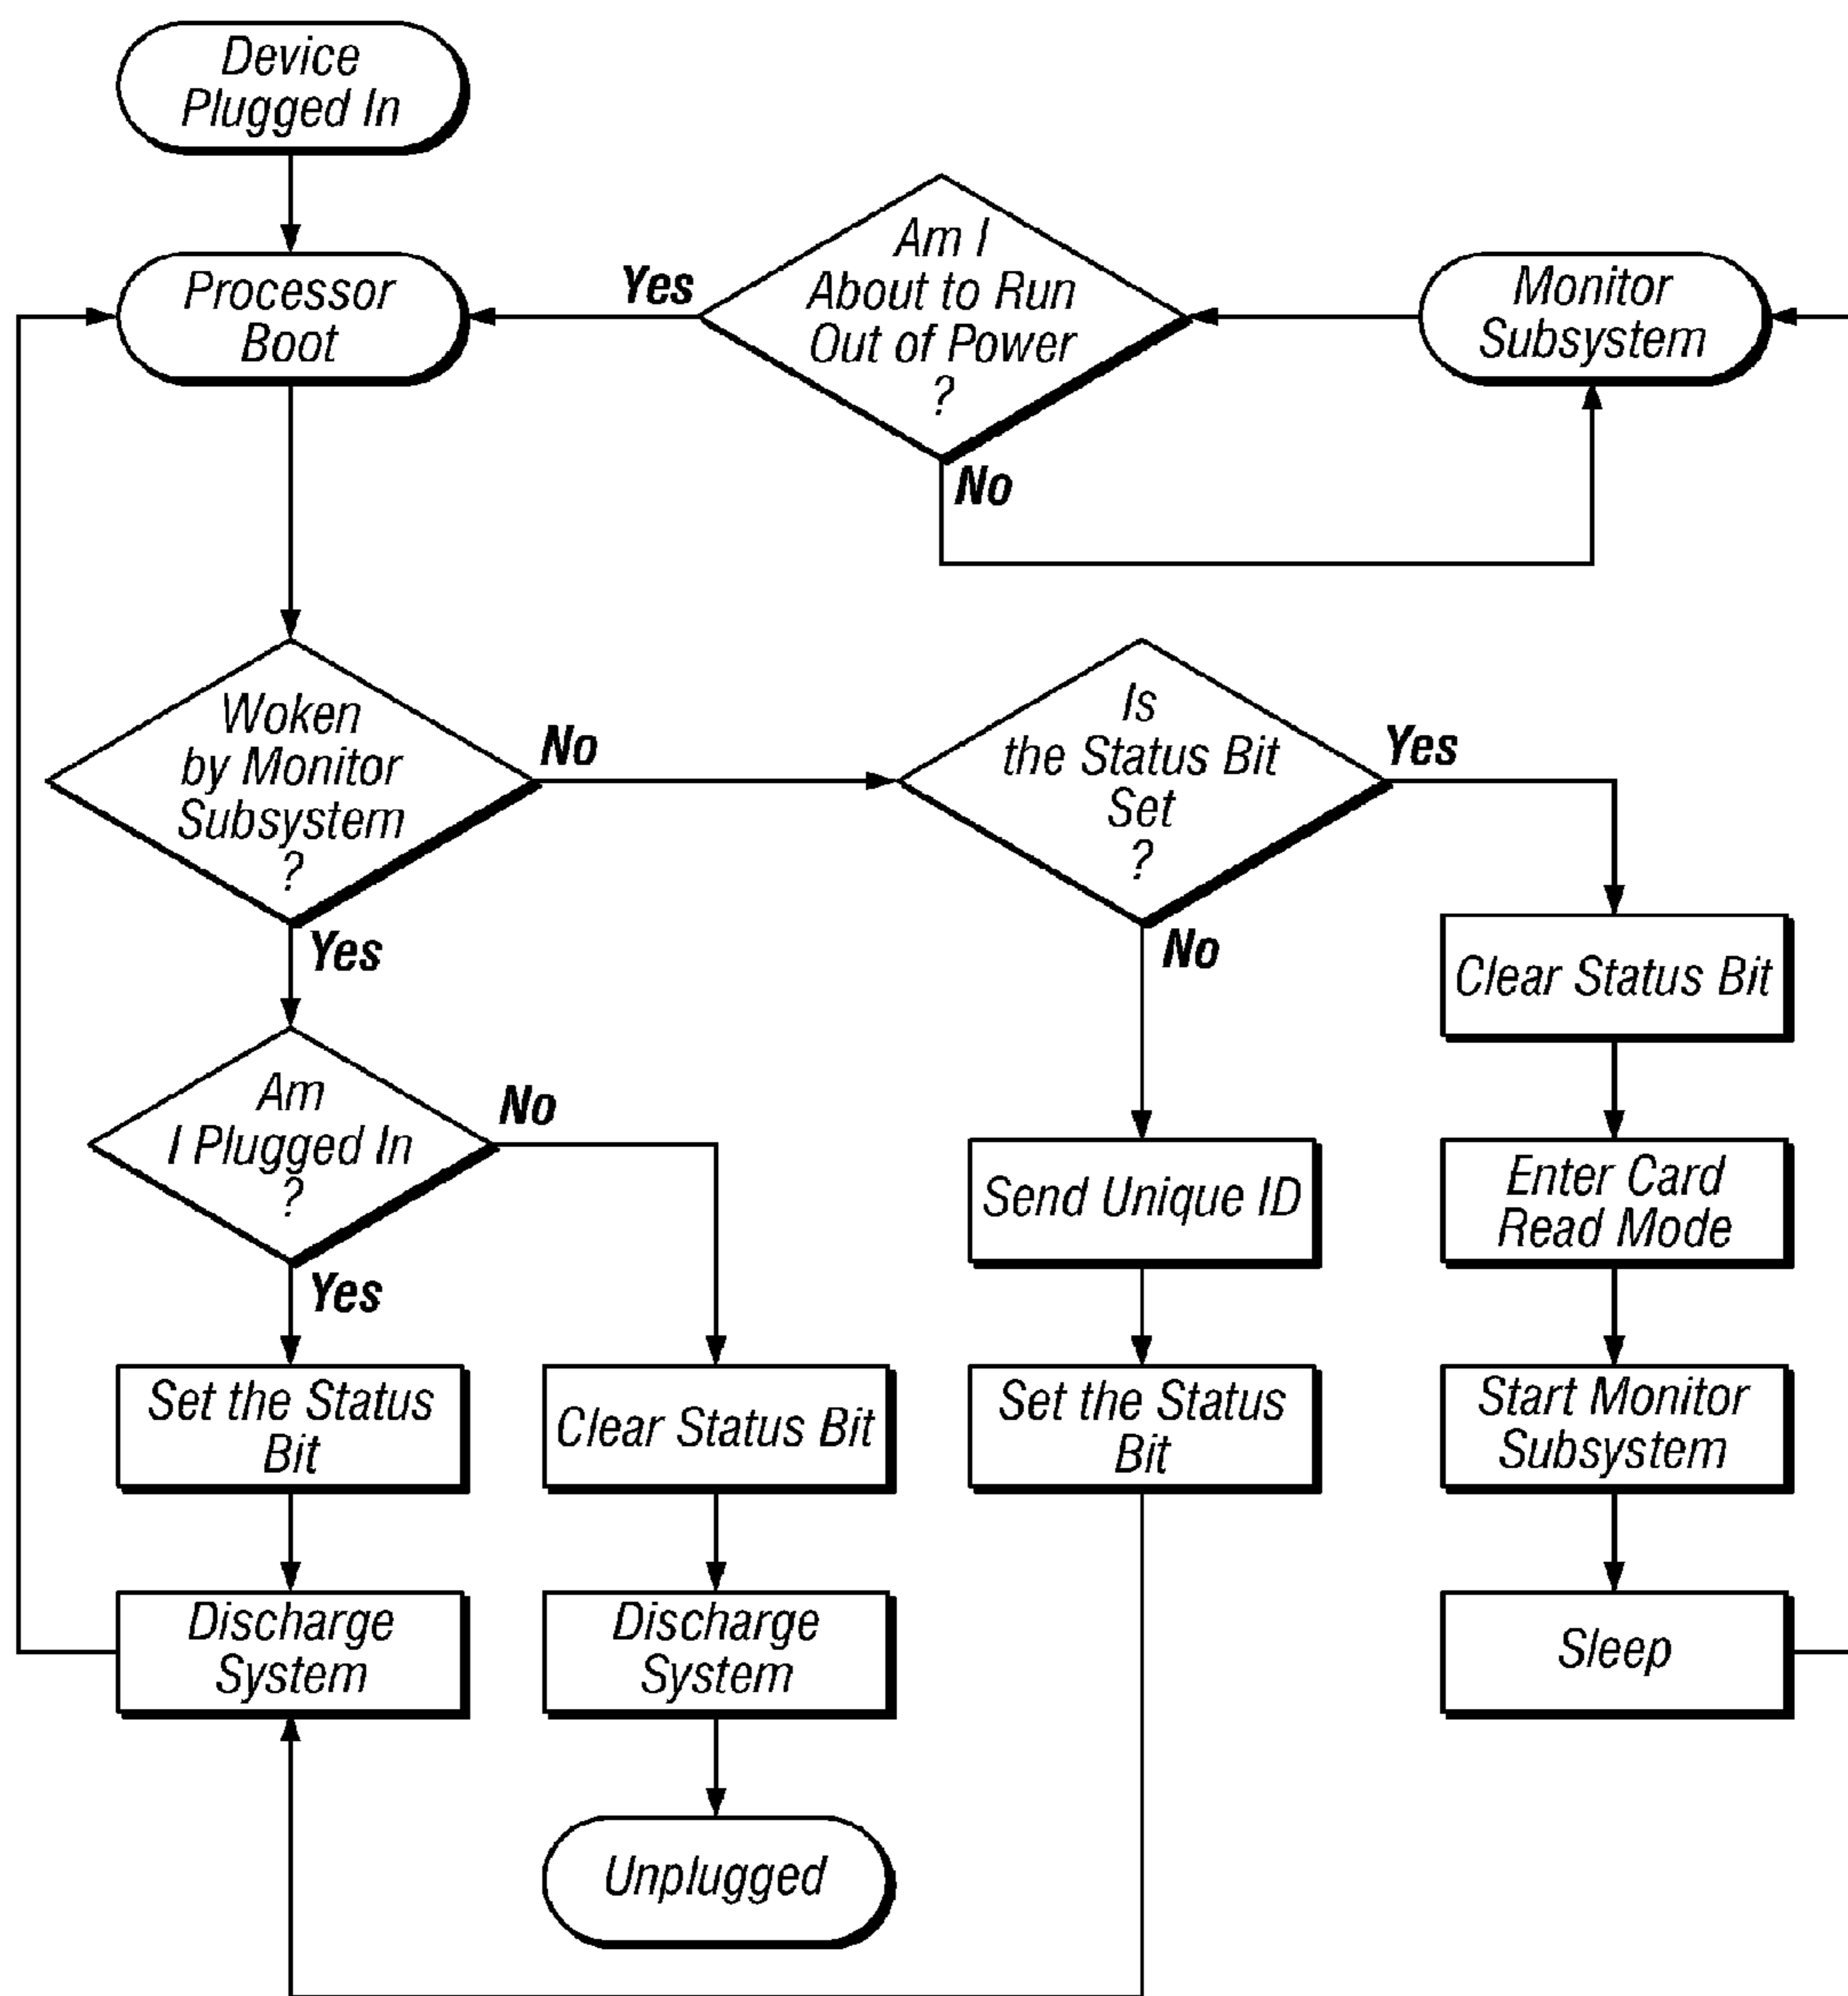 Device
Plugged In
Processor
Boot
Yes
Am I
About to Run
Out of Power
?
No
Monitor
Subsystem
Woken
by Monitor
Subsystem
?
No
Yes
Is
the Status Bit
Set
?
Yes
No
Clear Status Bit
Am
I Plugged In
?
No
Yes
Send Unique ID
Enter Card
Read Mode
Set the Status
Bit
Clear Status Bit
Set the Status
Bit
Start Monitor
Subsystem
Discharge
System
Discharge
System
Sleep
Unplugged